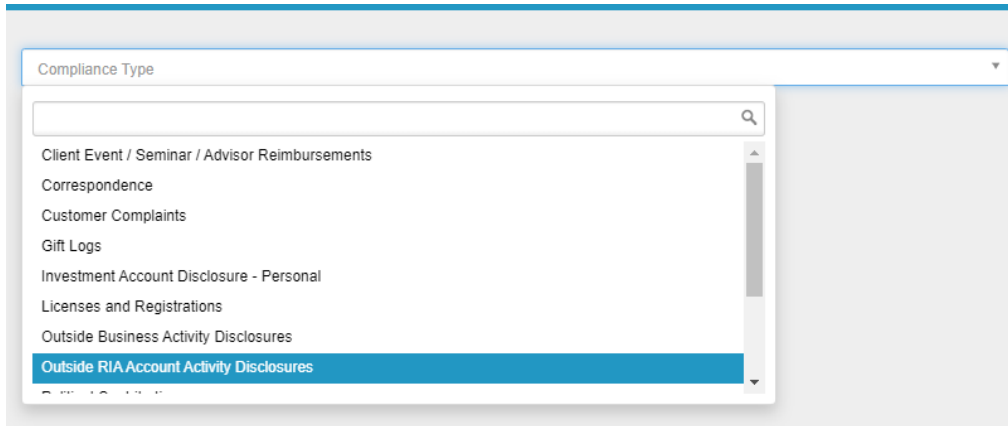 Compliance Type
Client Event / Seminar / Advisor Reimbursements
Correspondence
Customer Complaints
Gift Logs
Investment Account Disclosure - Personal
Licenses and Registrations
Outside Business Activity Disclosures
Outside RIA Account Activity Disclosures